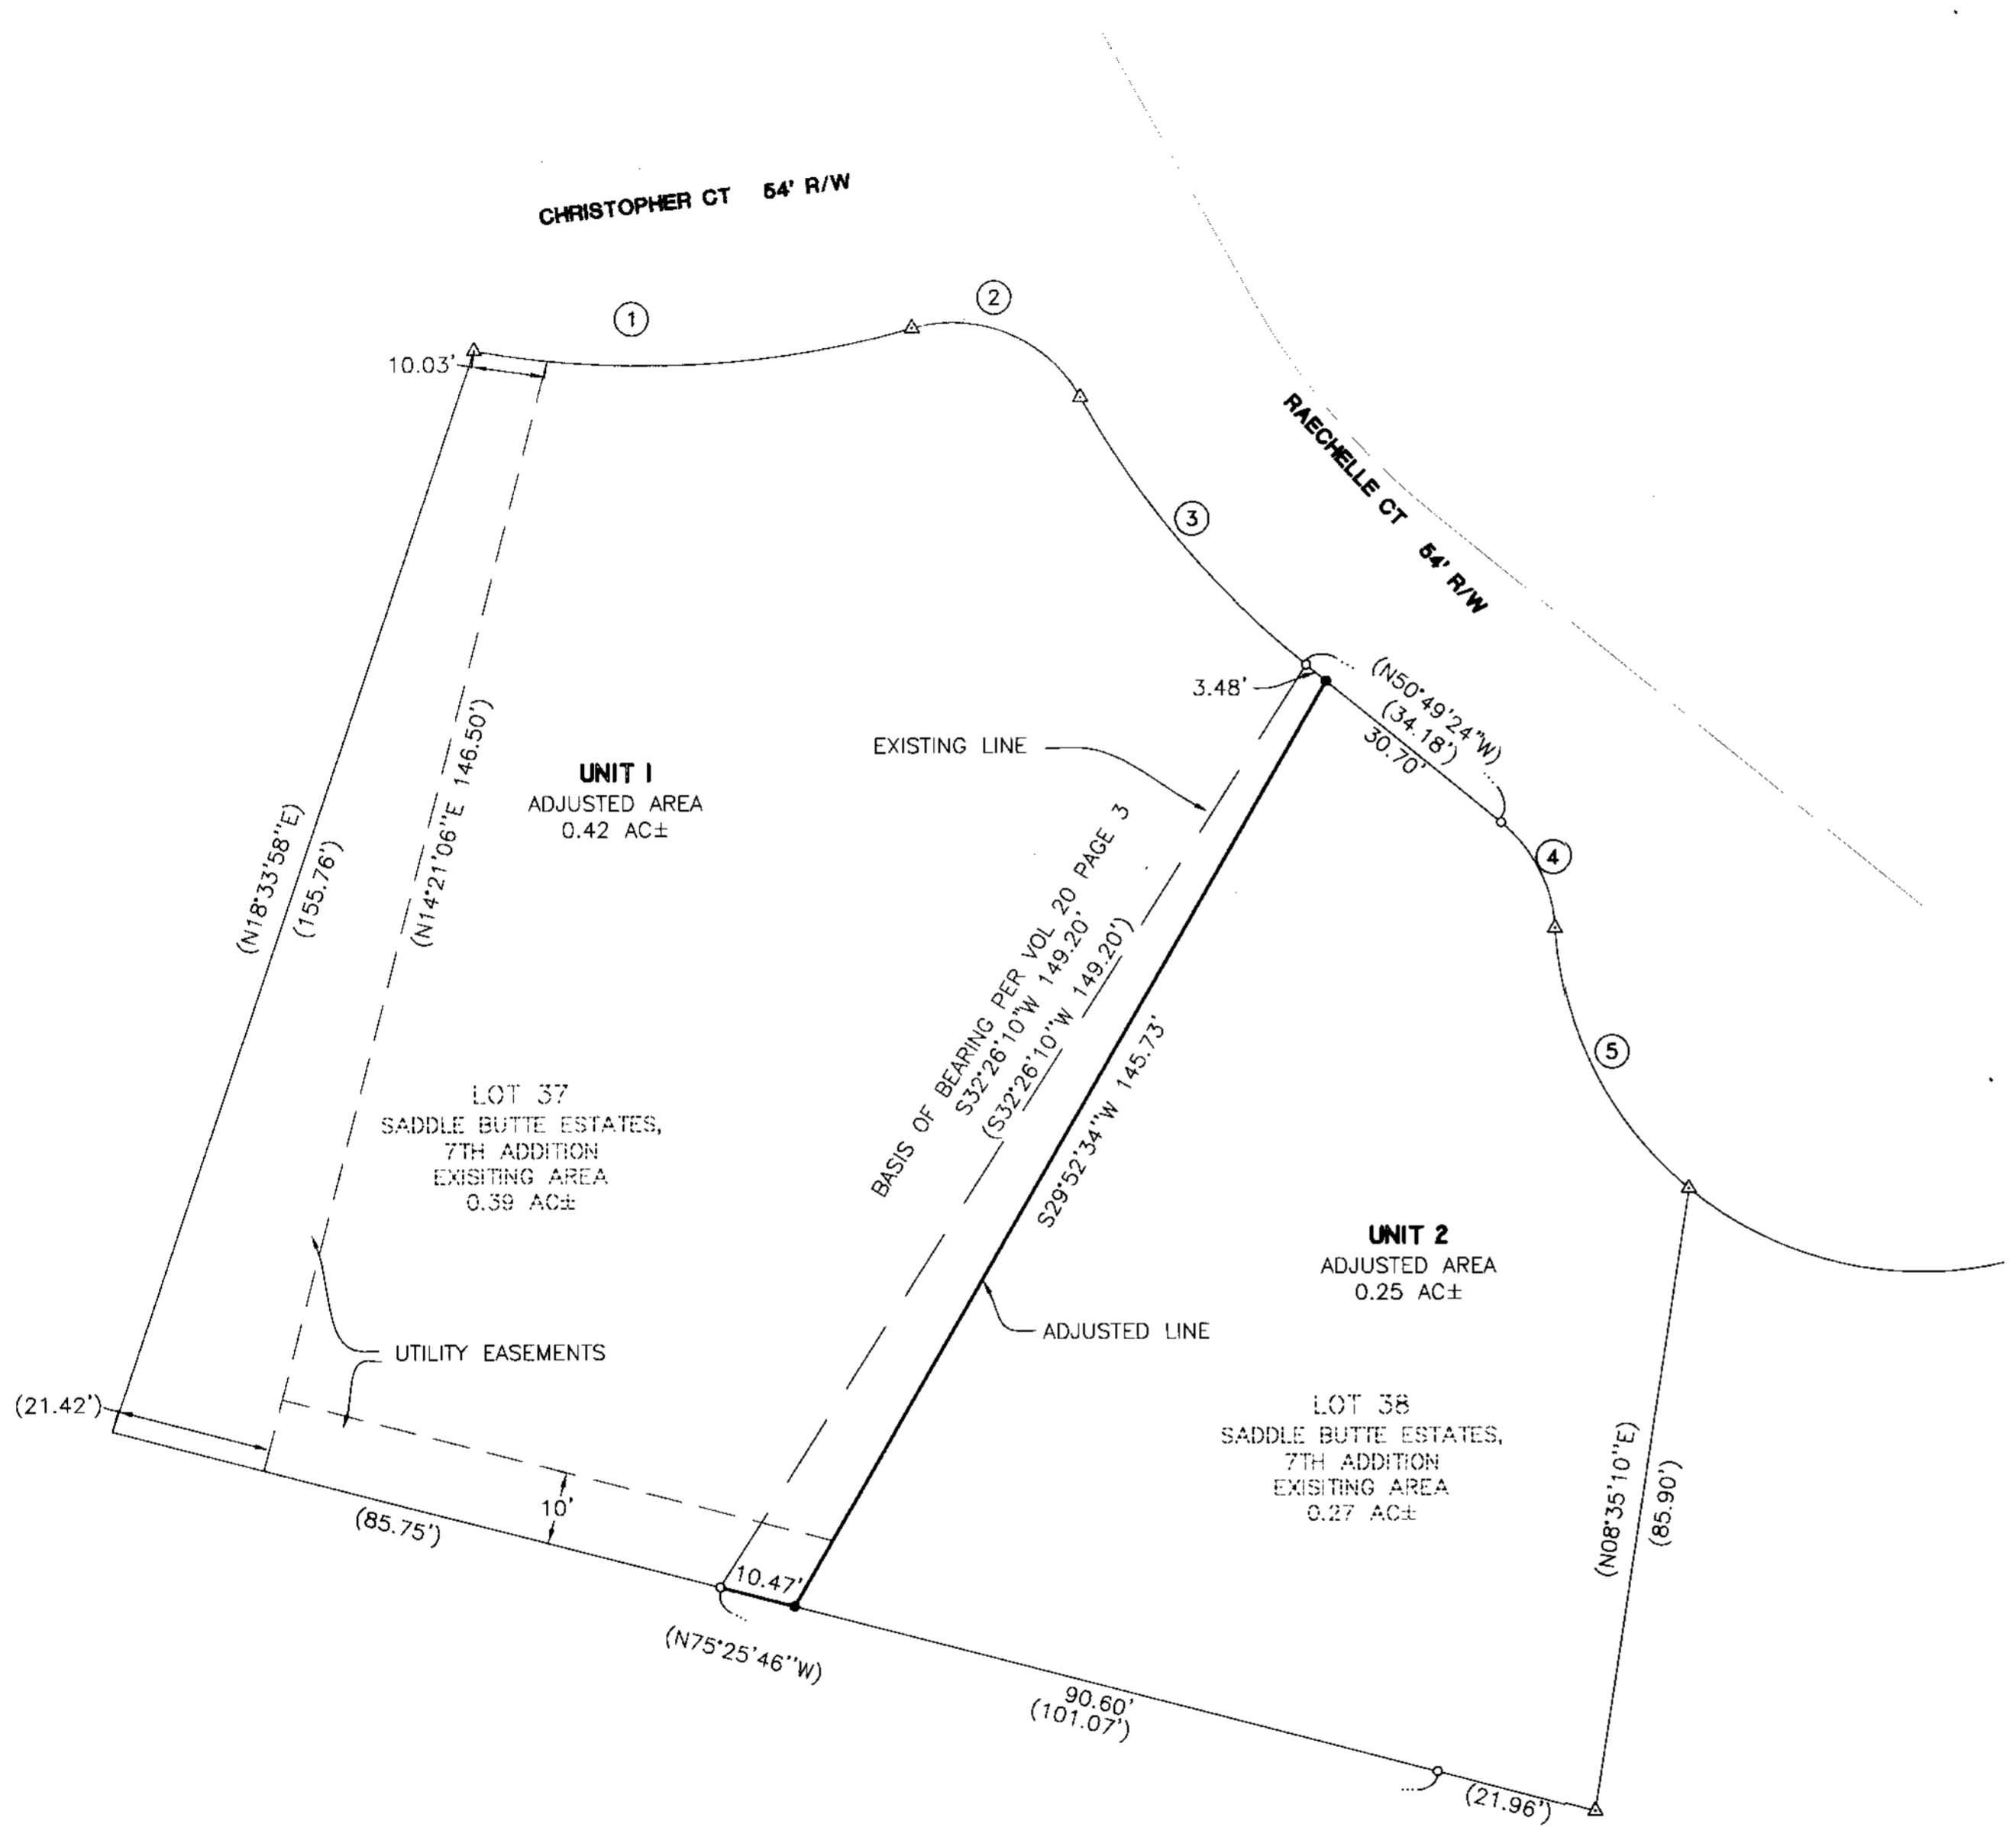 CHRISTOPHER CT 54' R/W
1
2
10.03'
3
RAECHELLE CT 54' R/W
(N50°49'24"W)
(34.18')
30.70'
3.48'
EXISTING LINE
UNIT 1
ADJUSTED AREA
0.42 AC±
(N18°33'58"E)
(155.76')
(N14°21'06"E 146.50')
4
BASIS OF BEARING PER VOL 20 PAGE 3
S32°26'10"W 149.20'
(S32°26'10"W 149.20')
S29°52'34"W 145.73'
5
LOT 37
SADDLE BUTTE ESTATES,
7TH ADDITION
EXISITING AREA
0.39 AC±
UNIT 2
ADJUSTED AREA
0.25 AC±
ADJUSTED LINE
UTILITY EASEMENTS
(21.42')
LOT 38
SADDLE BUTTE ESTATES,
7TH ADDITION
EXISITING AREA
0.27 AC±
(N08°35'10"E)
(85.90')
10'
(85.75')
10.47'
(N75°25'46"W)
90.60'
(101.07')
(21.96')